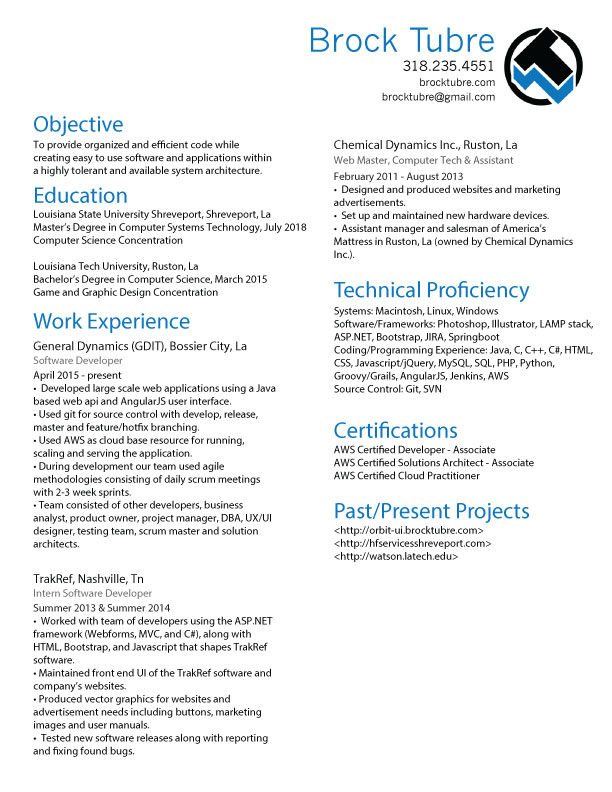 Brock Tubre
318.235.4551
brocktubre.com
brocktubre@gmail.com
Objective
To provide organized and efficient code while
creating easy to use software and applications within
a highly tolerant and available system architecture.
Education
Louisiana State University Shreveport, Shreveport, La
Master's Degree in Computer Systems Technology, July 2018
Computer Science Concentration
Louisiana Tech University, Ruston, La
Bachelor's Degree in Computer Science, March 2015
Game and Graphic Design Concentration
Work Experience
General Dynamics (GDIT), Bossier City, La
Software Developer
April 2015 - present
• Developed large scale web applications using a Java
based web api and AngularJS user interface.
• Used git for source control with develop, release,
master and feature/hotfix branching.
• Used AWS as cloud base resource for running,
scaling and serving the application.
• During development our team used agile
methodologies consisting of daily scrum meetings
with 2-3 week sprints.
• Team consisted of other developers, business
analyst, product owner, project manager, DBA, UX/UI
designer, testing team, scrum master and solution
architects.
TrakRef, Nashville, Tn
Intern Software Developer
Summer 2013 & Summer 2014
• Worked with team of developers using the ASP.NET
framework (Webforms, MVC, and C#), along with
HTML, Bootstrap, and Javascript that shapes TrakRef
software.
• Maintained front end UI of the TrakRef software and
company's websites.
• Produced vector graphics for websites and
advertisement needs including buttons, marketing
images and user manuals.
• Tested new software releases along with reporting
and fixing found bugs.
Chemical Dynamics Inc., Ruston, La
Web Master, Computer Tech & Assistant
February 2011 - August 2013
• Designed and produced websites and marketing
advertisements.
• Set up and maintained new hardware devices.
• Assistant manager and salesman of America's
Mattress in Ruston, La (owned by Chemical Dynamics
Inc.).
Technical Proficiency
Systems: Macintosh, Linux, Windows
Software/Frameworks: Photoshop, Illustrator, LAMP stack,
ASP.NET, Bootstrap, JIRA, Springboot
Coding/Programming Experience: Java, C, C++, C#, HTML,
CSS, Javascript/jQuery, MySQL, SQL, PHP, Python,
Groovy/Grails, AngularJS, Jenkins, AWS
Source Control: Git, SVN
Certifications
AWS Certified Developer - Associate
AWS Certified Solutions Architect - Associate
AWS Certified Cloud Practitioner
Past/Present Projects
<http://orbit-ui.brocktubre.com>
<http://hfservicesshreveport.com>
<http://watson.latech.edu>